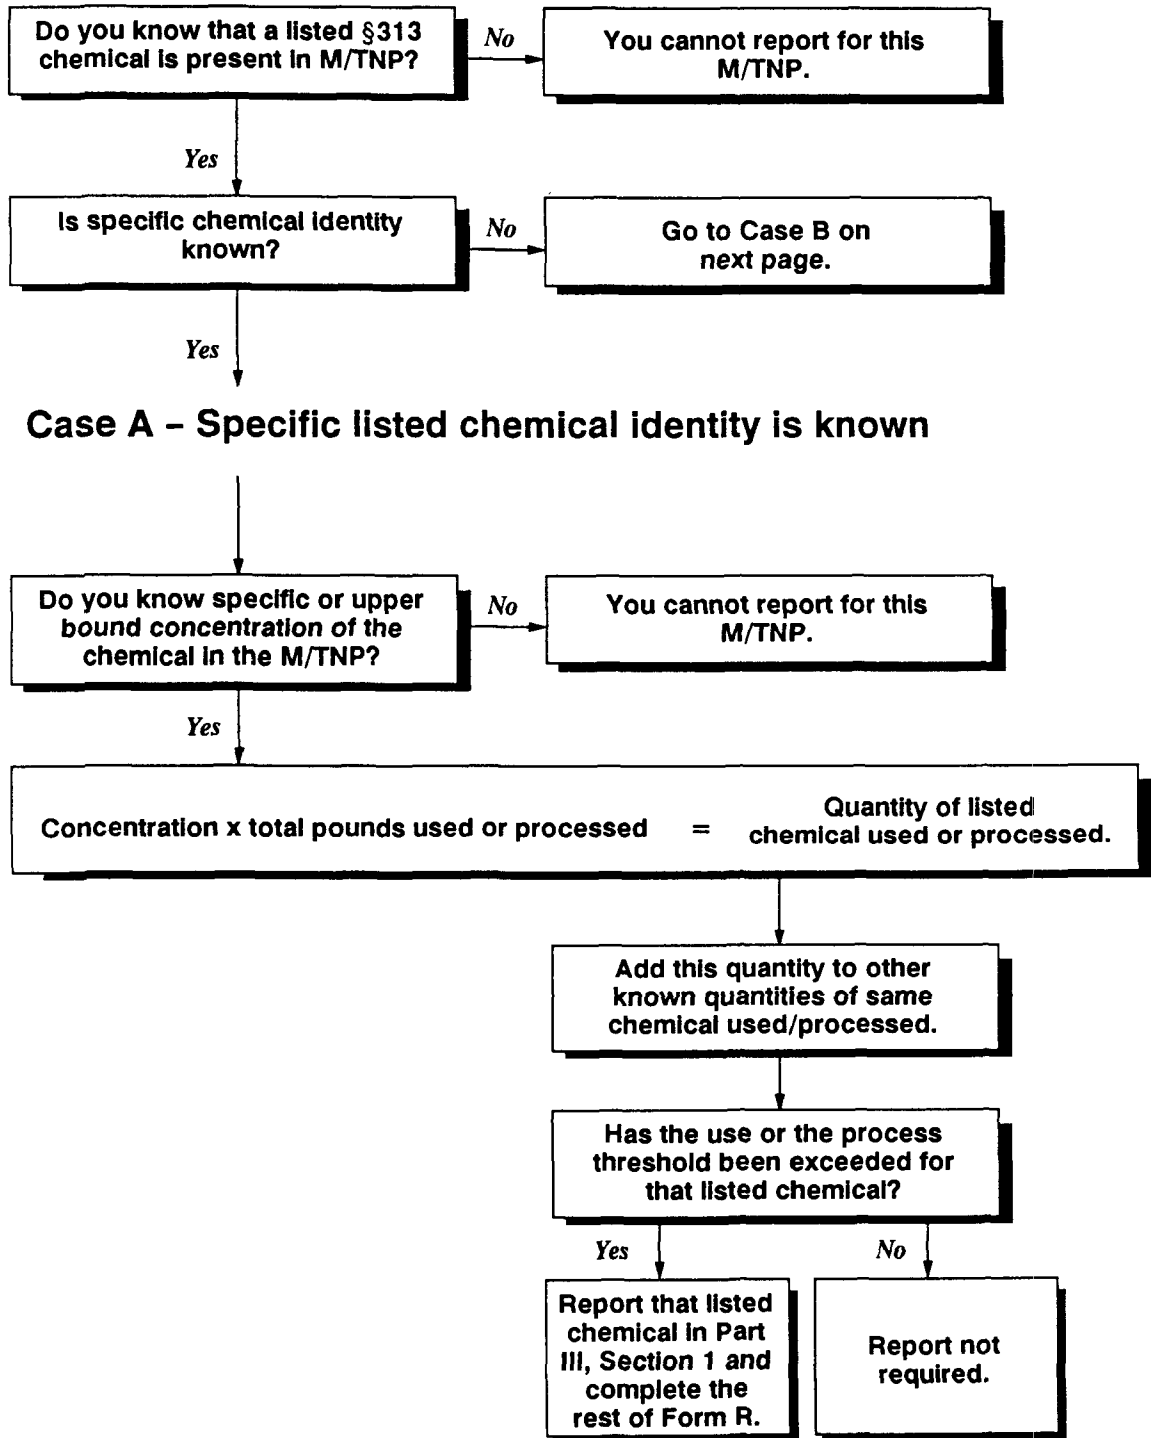 Do you know that a listed §313
chemical is present in M/TNP?
No
You cannot report for this
M/TNP.
Yes
Is specific chemical identity
known?
No
Go to Case B on
next page.
Yes
Case A – Specific listed chemical identity is known
Do you know specific or upper
bound concentration of the
chemical in the M/TNP?
No
You cannot report for this
M/TNP.
Yes
Concentration x total pounds used or processed =
Quantity of listed
chemical used or processed.
Add this quantity to other
known quantities of same
chemical used/processed.
Has the use or the process
threshold been exceeded for
that listed chemical?
Yes
No
Report that listed
chemical in Part
III, Section 1 and
complete the
rest of Form R.
Report not
required.